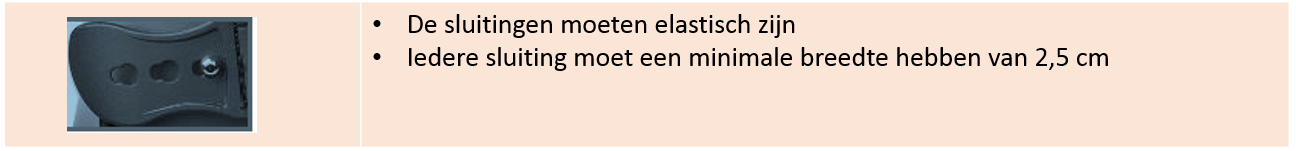 • De sluitingen moeten elastisch zijn
• Iedere sluiting moet een minimale breedte hebben van 2,5 cm